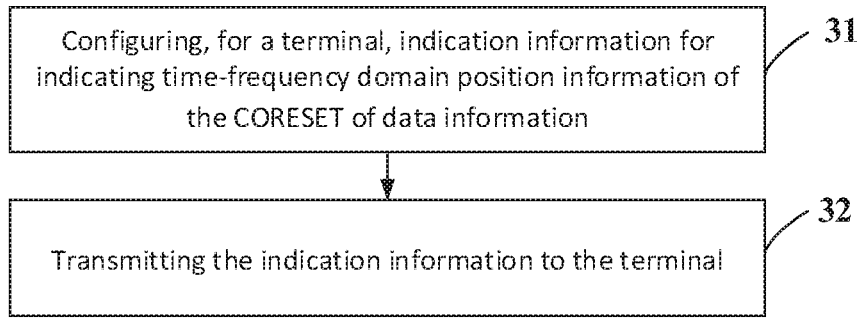 Configuring, for a terminal, indication information for
indicating time-frequency domain position information of
the CORESET of data information
31
Transmitting the indication information to the terminal
32